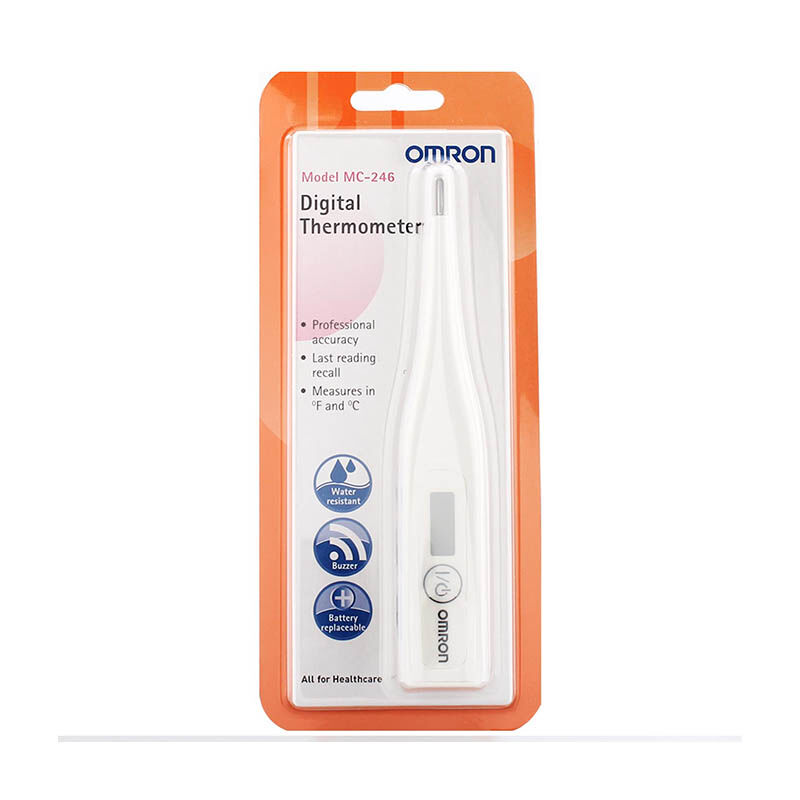 OMRON
Model MC-246
Digital
Thermometer
• Professional
accuracy
• Last reading
recall
• Measures in
°F and °C
Water
resistant
Buzzer
Battery
replaceable
I/
OMRON
All for Healthcare